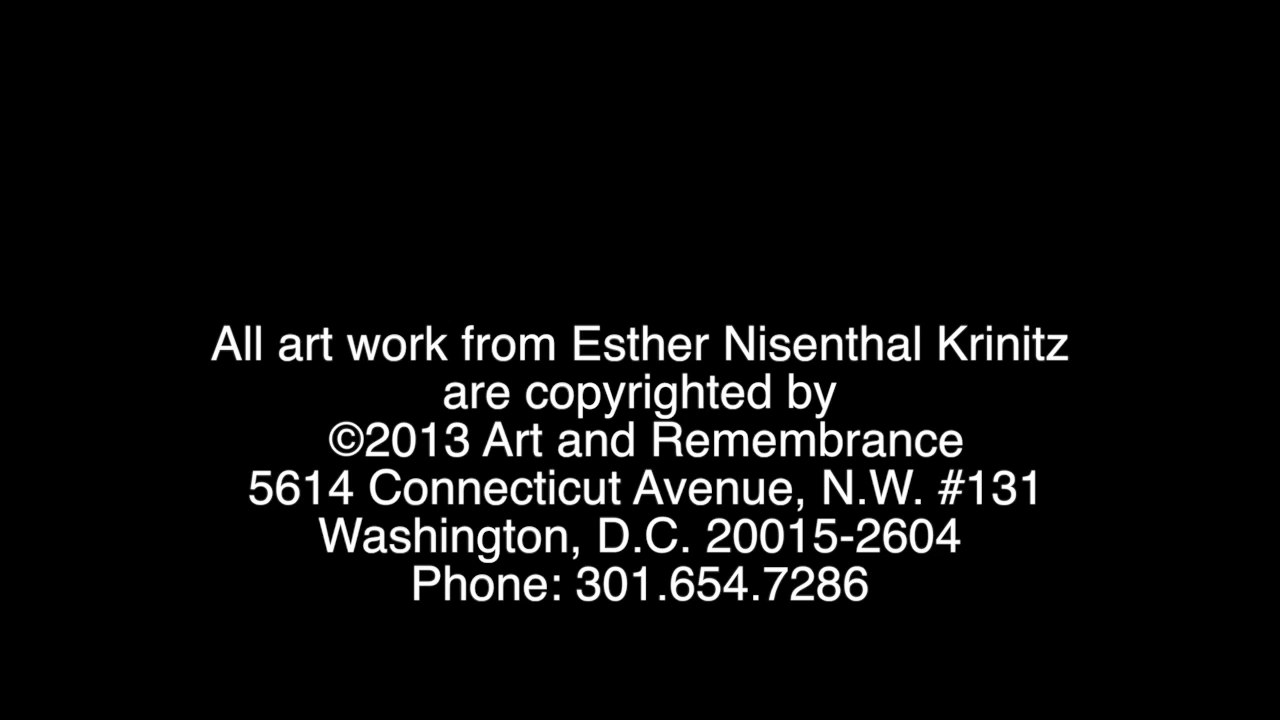 All art work from Esther Nisenthal Krinitz
are copyrighted by
©2013 Art and Remembrance
5614 Connecticut Avenue, N.W. #131
Washington, D.C. 20015-2604
Phone: 301.654.7286